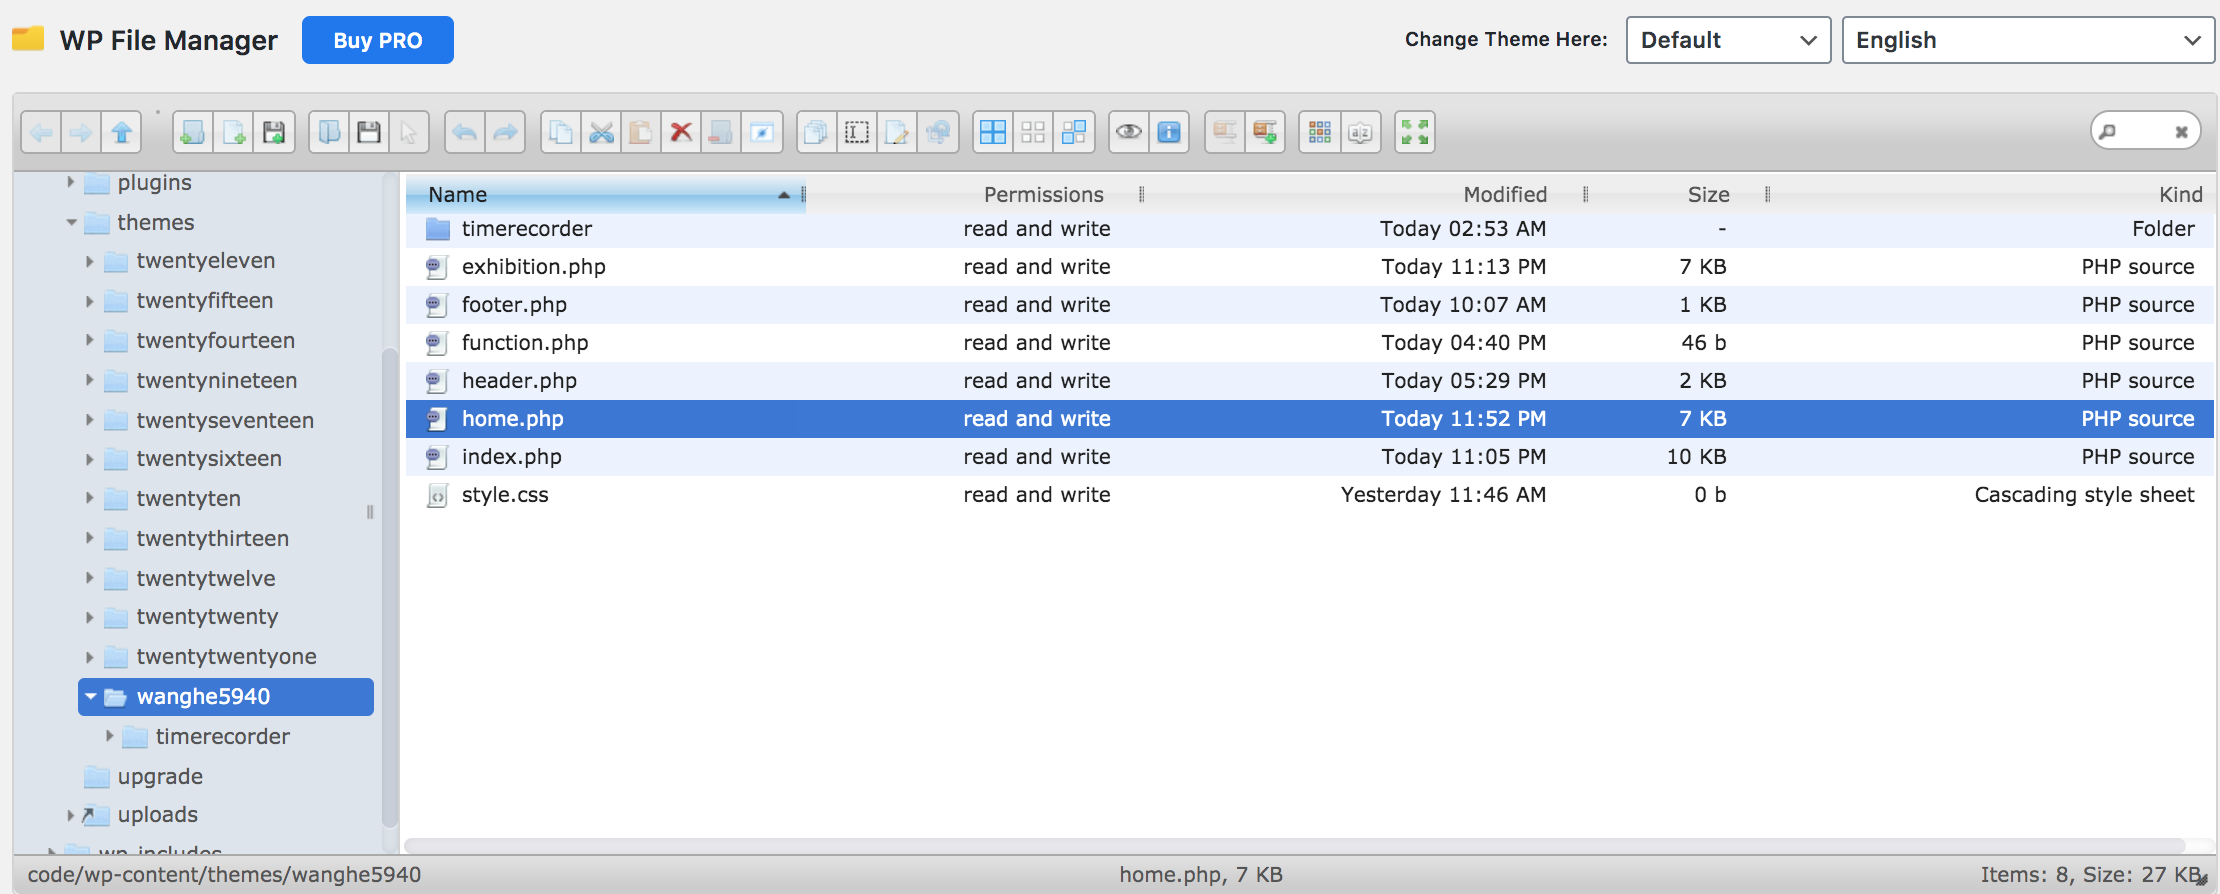 WP File Manager Buy PRO Change Theme Here: Default English
plugins
themes
twentyeleven
twentyfifteen
twentyfourteen
twentynineteen
twentyseventeen
twentysixteen
twentyten
twentythirteen
twentytwelve
twentytwenty
twentytwentyone
wanghe5940
timerecorder
upgrade
uploads
wp-includes
Name Permissions Modified Size Kind
timerecorder read and write Today 02:53 AM - Folder
exhibition.php read and write Today 11:13 PM 7 KB PHP source
footer.php read and write Today 10:07 AM 1 KB PHP source
function.php read and write Today 04:40 PM 46 b PHP source
header.php read and write Today 05:29 PM 2 KB PHP source
home.php read and write Today 11:52 PM 7 KB PHP source
index.php read and write Today 11:05 PM 10 KB PHP source
style.css read and write Yesterday 11:46 AM 0 b Cascading style sheet
code/wp-content/themes/wanghe5940 home.php, 7 KB Items: 8, Size: 27 KB